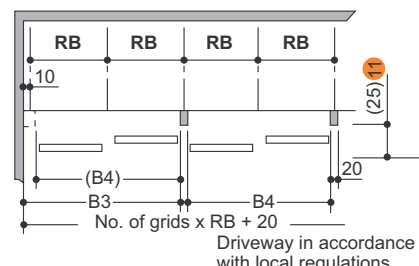 RB RB RB RB
10
(25) 11
20
(B4)
B3 B4
No. of grids x RB + 20
Driveway in accordance
with local regulations